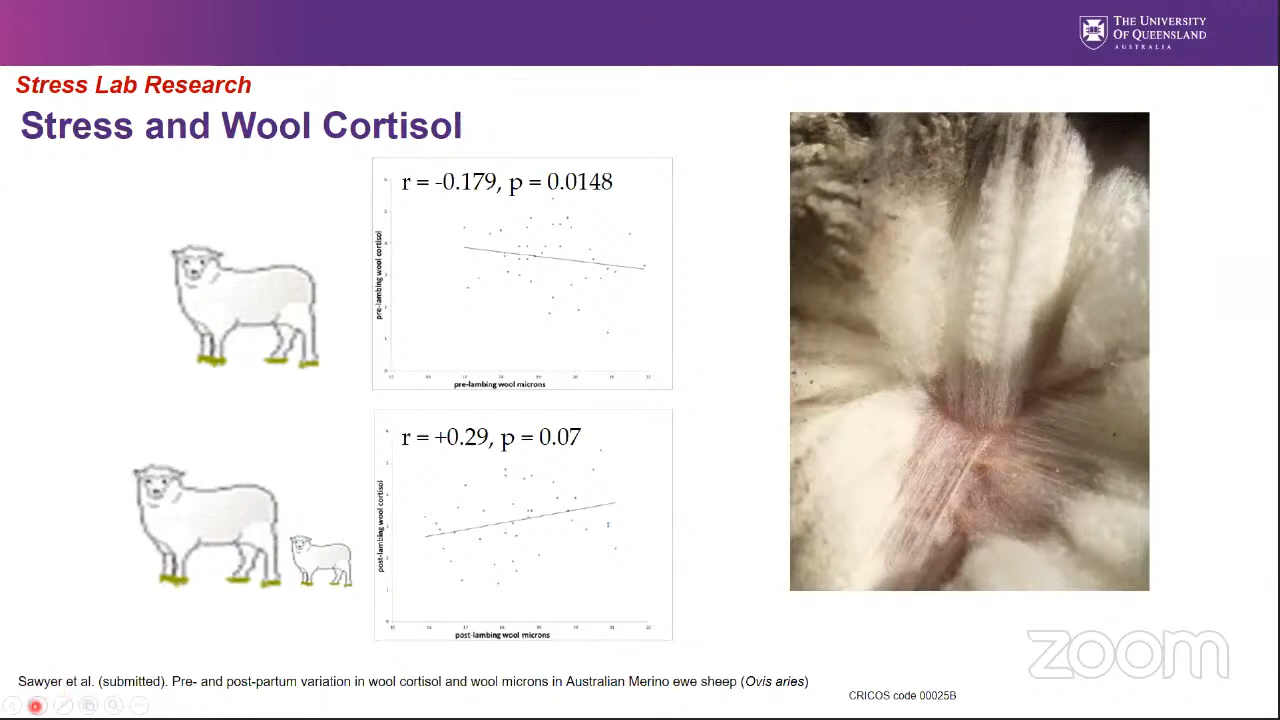 THE UNIVERSITY
OF QUEENSLAND
AUSTRALIA
Stress Lab Research
Stress and Wool Cortisol
r = -0.179, p = 0.0148
pre-lambing wool cortisol
pre-lambing wool microns
r = +0.29, p = 0.07
post-lambing wool cortisol
post-lambing wool microns
zoom
Sawyer et al. (submitted). Pre- and post-partum variation in wool cortisol and wool microns in Australian Merino ewe sheep (Ovis aries)
CRICOS code 00025B